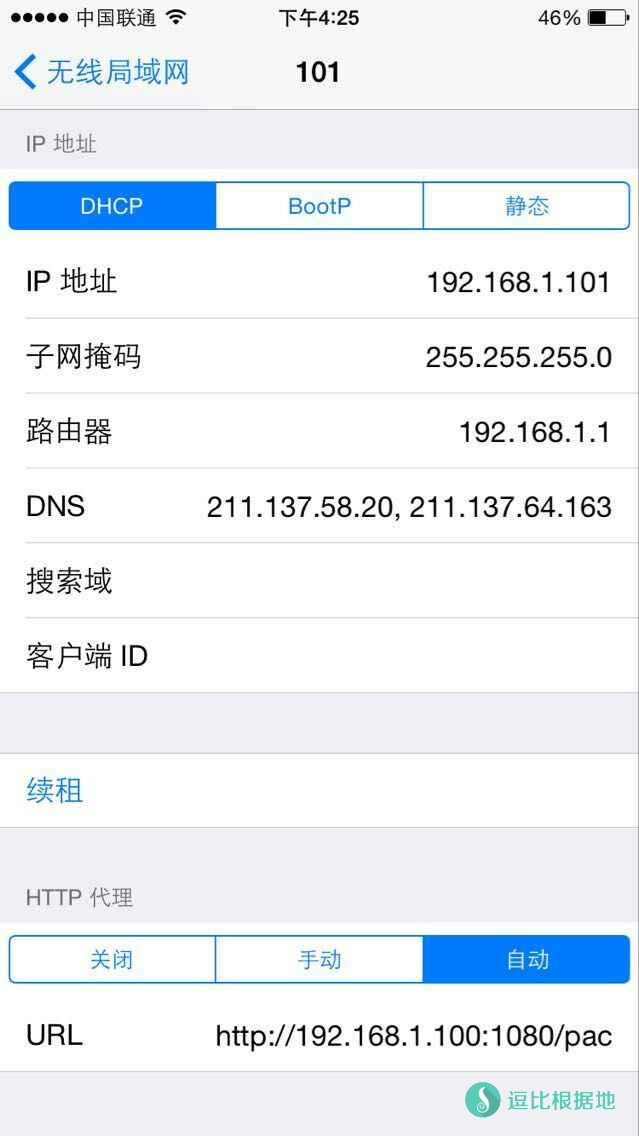 中国联通 下午4:25 46%
无线局域网 101
IP 地址
DHCP BootP 静态
IP 地址 192.168.1.101
子网掩码 255.255.255.0
路由器 192.168.1.1
DNS 211.137.58.20, 211.137.64.163
搜索域
客户端 ID
续租
HTTP 代理
关闭 手动 自动
URL http://192.168.1.100:1080/pac
逗比根据地